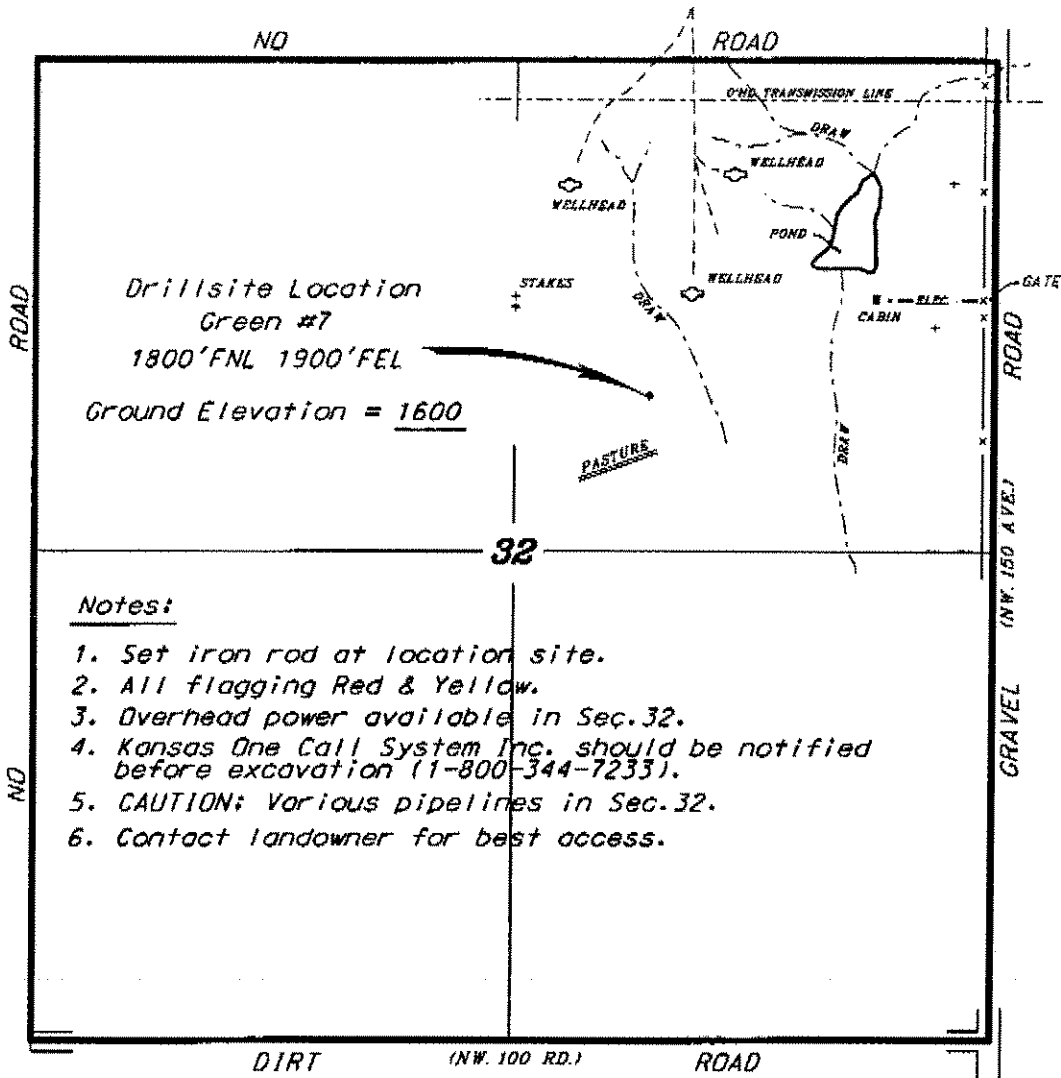 NO ROAD
O'HD TRANSMISSION LINE
DRAW
WELLHEAD
WELLHEAD
POND
WELLHEAD
STAKES
GATE
ELEC.
CABIN
DRAW
ROAD
ROAD
Drillsite Location
Green #7
1800'FNL 1900'FEL
Ground Elevation = 1600
DRAW
PASTURE
(NW. 150 AVE.)
32
Notes:
1. Set iron rod at location site.
2. All flagging Red & Yellow.
3. Overhead power available in Sec.32.
4. Kansas One Call System Inc. should be notified
before excavation (1-800-344-7233).
5. CAUTION: Various pipelines in Sec.32.
6. Contact landowner for best access.
NO
GRAVEL
DIRT (NW. 100 RD.) ROAD